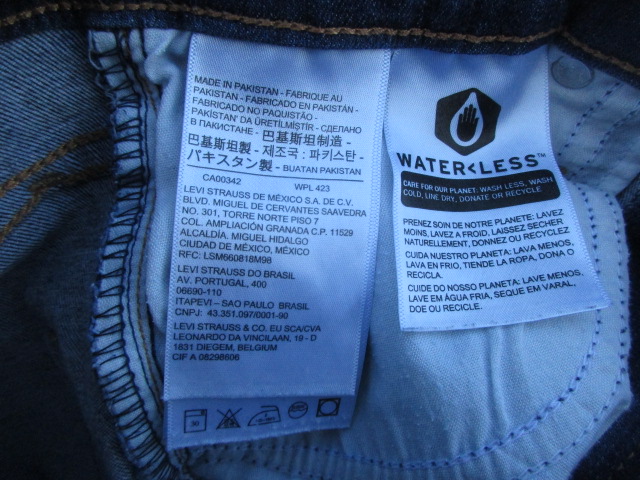 MADE IN PAKISTAN - FABRIQUE AU
PAKISTAN - FABRICADO EN PAKISTÁN -
FABRICADO NO PAQUISTÃO -
PAKISTAN' DA ÜRETİLMİŞTİR - СДЕЛАНО
В ПАКИСТАНЕ - 巴基斯坦制造 -
巴基斯坦製 - 제조국 : 파키스탄 -
パキスタン製 - BUATAN PAKISTAN
CA00342 WPL 423
LEVI STRAUSS DE MÉXICO S.A. DE C.V.
BLVD. MIGUEL DE CERVANTES SAAVEDRA
NO. 301, TORRE NORTE PISO 7
COL. AMPLIACIÓN GRANADA C.P. 11529
ALCALDÍA. MIGUEL HIDALGO
CIUDAD DE MÉXICO, MÉXICO
RFC: LSM660818M98
LEVI STRAUSS DO BRASIL
AV. PORTUGAL, 400
06690-110
ITAPEVI – SAO PAULO BRASIL
CNPJ: 43.351.097/0001-90
LEVI STRAUSS & CO. EU SCA/CVA
LEONARDO DA VINCILAAN, 19 - D
1831 DIEGEM, BELGIUM
CIF A 08298606
30
WATER<LESS™
CARE FOR OUR PLANET: WASH LESS, WASH
COLD, LINE DRY, DONATE OR RECYCLE
PRENEZ SOIN DE NOTRE PLANETE: LAVEZ
MOINS, LAVEZ A FROID. LAISSEZ SECHER
NATURELLEMENT, DONNEZ OU RECYCLEZ
CUIDA NUESTRO PLANETA: LAVA MENOS,
LAVA EN FRIO, TIENDE LA ROPA, DONA O
RECICLA.
CUIDE DO NOSSO PLANETA: LAVE MENOS,
LAVE EM ÁGUA FRIA, SEQUE EM VARAL,
DOE OU RECICLE.